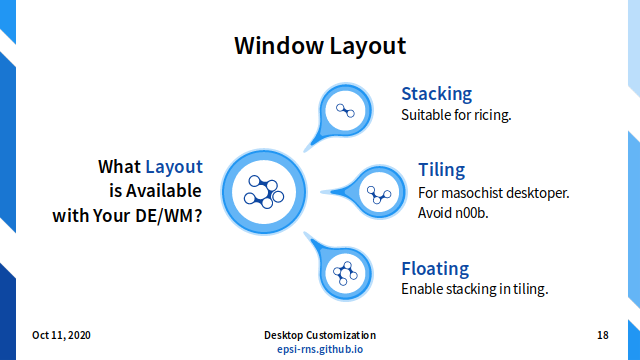 Window Layout
What Layout
is Available
with Your DE/WM?
Stacking
Suitable for ricing.
Tiling
For masochist desktoper.
Avoid n00b.
Floating
Enable stacking in tiling.
Oct 11, 2020
Desktop Customization
epsi-rns.github.io
18